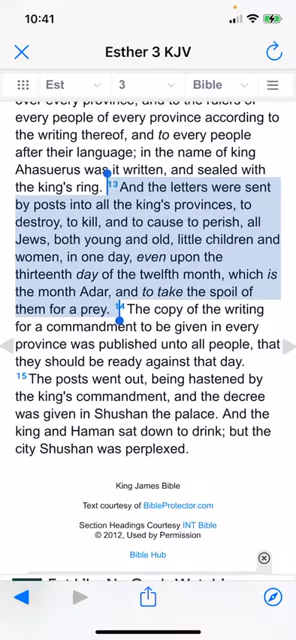 10:41
Esther 3 KJV
Est 3 Bible
every people of every province according to
the writing thereof, and to every people
after their language; in the name of king
Ahasuerus was it written, and sealed with
the king's ring. 13 And the letters were sent
by posts into all the king's provinces, to
destroy, to kill, and to cause to perish, all
Jews, both young and old, little children and
women, in one day, even upon the
thirteenth day of the twelfth month, which is
the month Adar, and to take the spoil of
them for a prey. 14 The copy of the writing
for a commandment to be given in every
province was published unto all people, that
they should be ready against that day.
15 The posts went out, being hastened by
the king's commandment, and the decree
was given in Shushan the palace. And the
king and Haman sat down to drink; but the
city Shushan was perplexed.
King James Bible
Text courtesy of BibleProtector.com
Section Headings Courtesy INT Bible
© 2012, Used by Permission
Bible Hub